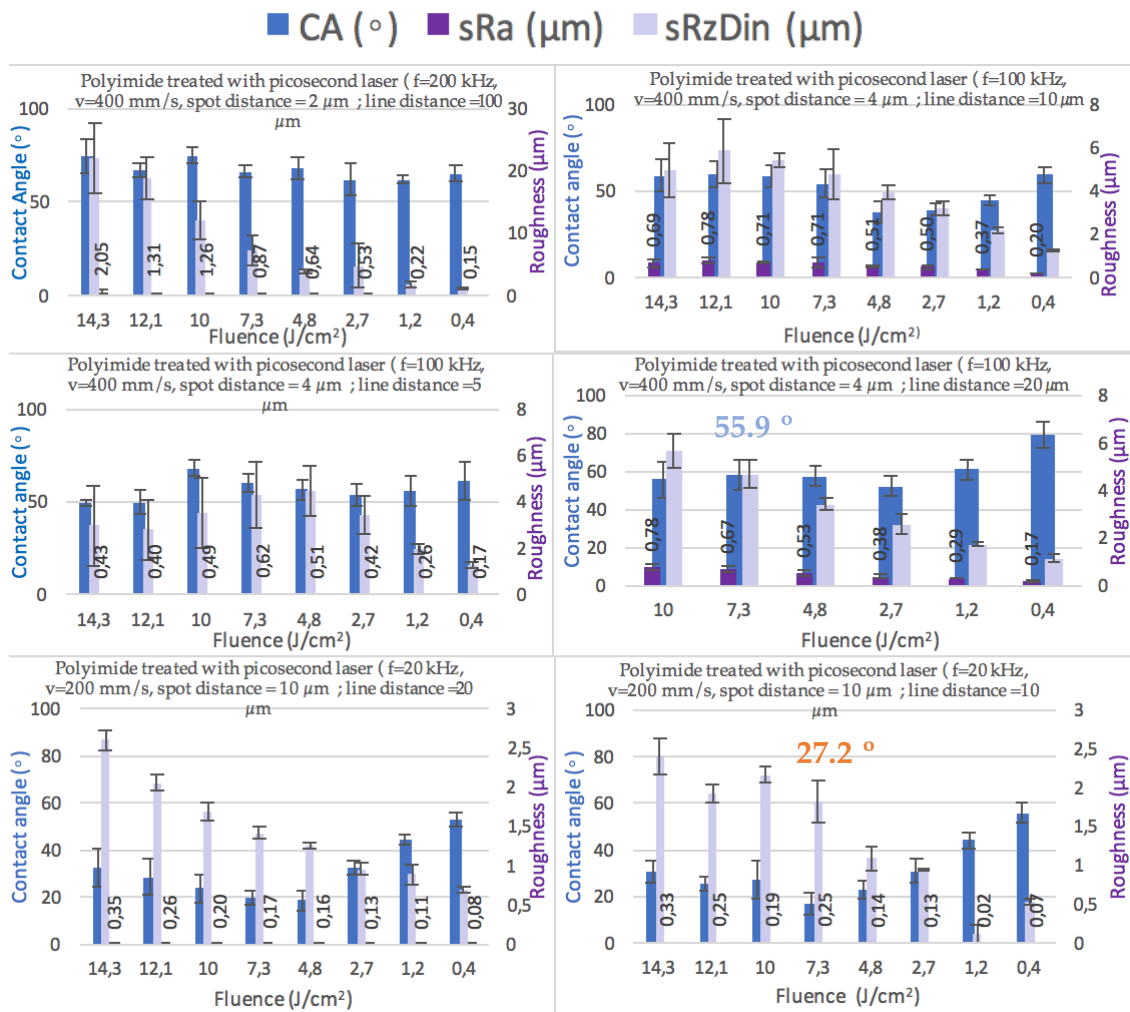 CA (°) sRa (µm) sRzDin (µm)
Polyimide treated with picosecond laser ( f=200 kHz,
v=400 mm/s, spot distance = 2 µm ; line distance =100
µm
100
50
0
Contact Angle (°)
30
20
10
0
Roughness (µm)
2,05
1,31
1,26
0,87
0,64
0,53
0,22
0,15
14,3 12,1 10 7,3 4,8 2,7 1,2 0,4
Fluence (J/cm²)
Polyimide treated with picosecond laser ( f=100 kHz,
v=400 mm/s, spot distance = 4 µm ; line distance =10 µm
100
50
0
Contact angle (°)
8
6
4
2
0
Roughness (µm)
0,69
0,78
0,71
0,71
0,51
0,50
0,37
0,20
14,3 12,1 10 7,3 4,8 2,7 1,2 0,4
Fluence (J/cm²)
Polyimide treated with picosecond laser ( f=100 kHz,
v=400 mm/s, spot distance = 4 µm ; line distance =5
µm
100
50
0
Contact angle (°)
8
6
4
2
0
Roughness (µm)
0,43
0,40
0,49
0,62
0,51
0,42
0,26
0,17
14,3 12,1 10 7,3 4,8 2,7 1,2 0,4
Fluence (J/cm²)
Polyimide treated with picosecond laser ( f=100 kHz,
v=400 mm/s, spot distance = 4 µm ; line distance =20 µm
100
80
60
40
20
0
Contact angle (°)
55.9 °
8
6
4
2
0
Roughness (µm )
0,78
0,67
0,53
0,38
0,29
0,17
10 7,3 4,8 2,7 1,2 0,4
Fluence (J/cm²)
Polyimide treated with picosecond laser ( f=20 kHz,
v=200 mm/s, spot distance = 10 µm ; line distance =20
µm
100
80
60
40
20
0
Contact angle (°)
3
2,5
2
1,5
1
0,5
0
Roughness (µm)
0,35
0,26
0,20
0,17
0,16
0,13
0,11
0,08
14,3 12,1 10 7,3 4,8 2,7 1,2 0,4
Fluence (J/cm²)
Polyimide treated with picosecond laser ( f=20 kHz,
v=200 mm/s, spot distance = 10 µm ; line distance =10
µm
100
80
60
40
20
0
Contact angle (°)
27.2 °
3
2,5
2
1,5
1
0,5
0
Roughness (µm)
0,33
0,25
0,19
0,25
0,14
0,13
0,02
0,07
14,3 12,1 10 7,3 4,8 2,7 1,2 0,4
Fluence (J/cm²)